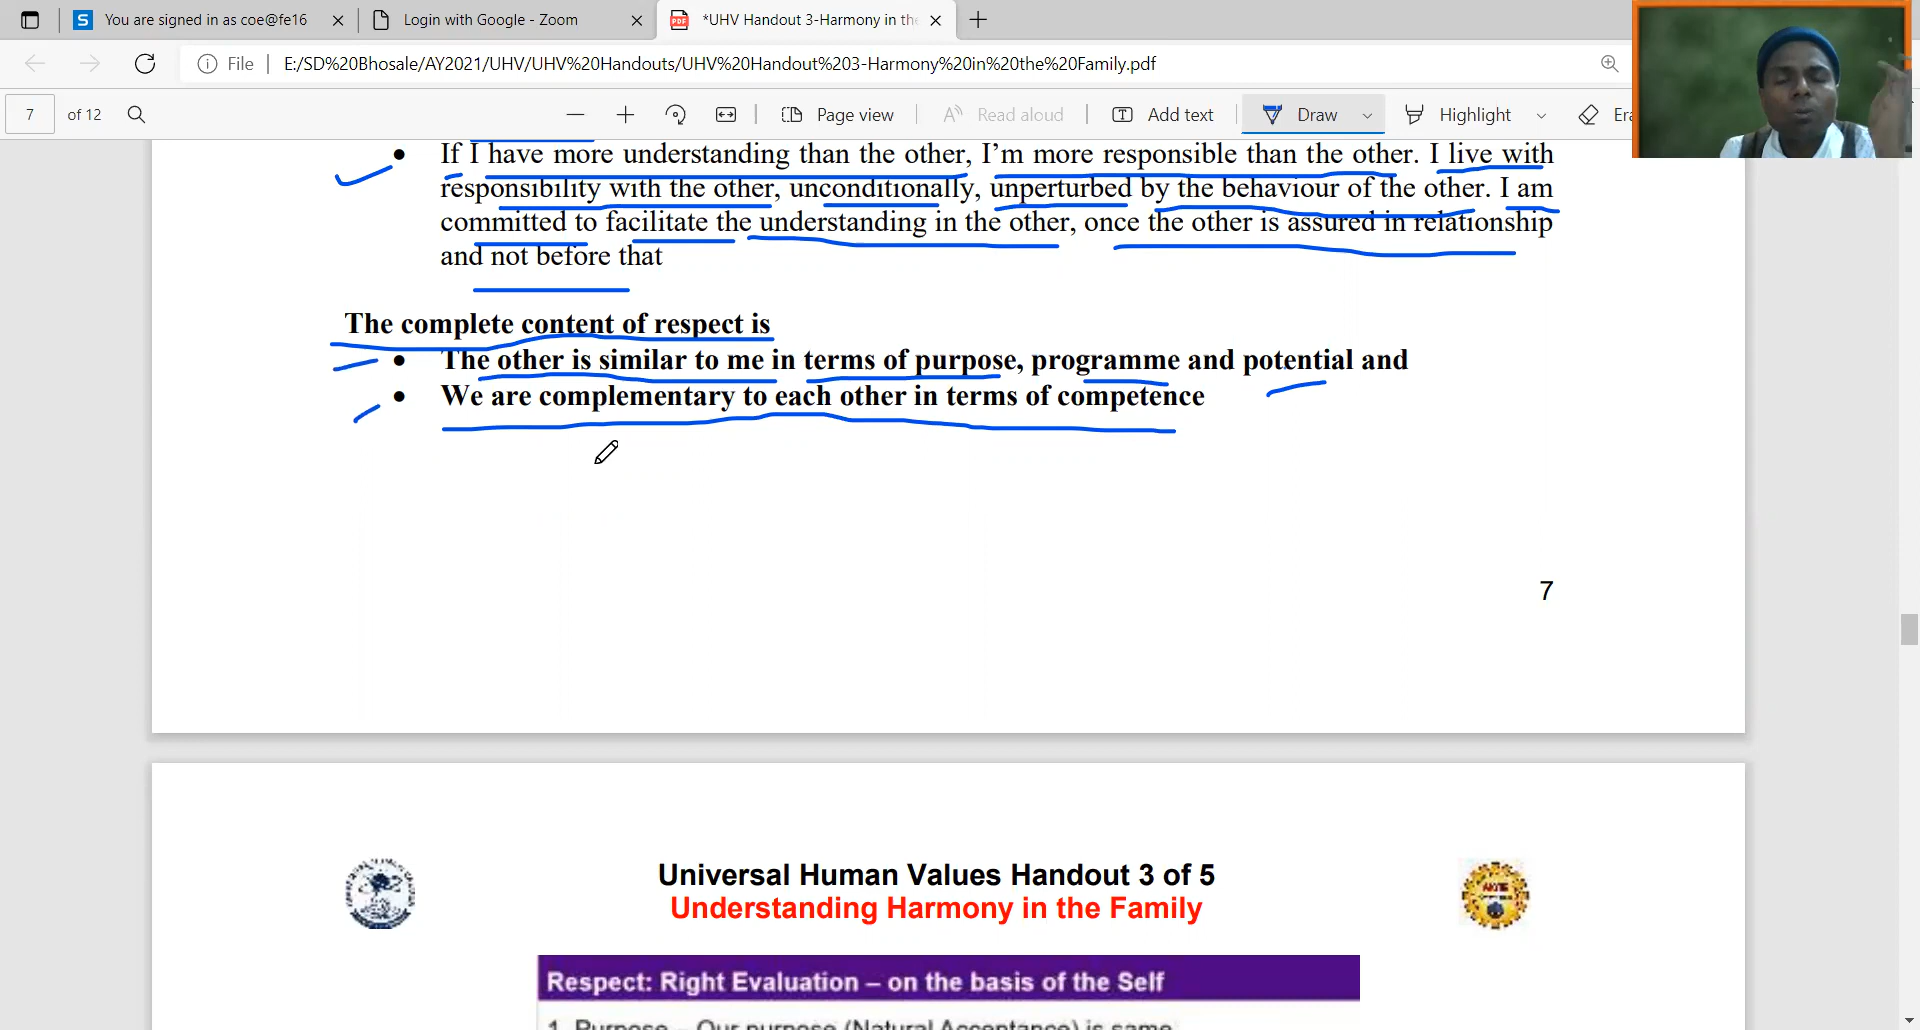 You are signed in as coe@fe16
Login with Google - Zoom
*UHV Handout 3-Harmony in the
File
E:/SD%20Bhosale/AY2021/UHV/UHV%20Handouts/UHV%20Handout%203-Harmony%20in%20the%20Family.pdf
7 of 12
Page view
Read aloud
Add text
Draw
Highlight
Era
• If I have more understanding than the other, I'm more responsible than the other. I live with
responsibility with the other, unconditionally, unperturbed by the behaviour of the other. I am
committed to facilitate the understanding in the other, once the other is assured in relationship
and not before that
The complete content of respect is
• The other is similar to me in terms of purpose, programme and potential and
• We are complementary to each other in terms of competence
7
Universal Human Values Handout 3 of 5
Understanding Harmony in the Family
Respect: Right Evaluation – on the basis of the Self
1. Purpose – Our purpose (Natural Acceptance) is same